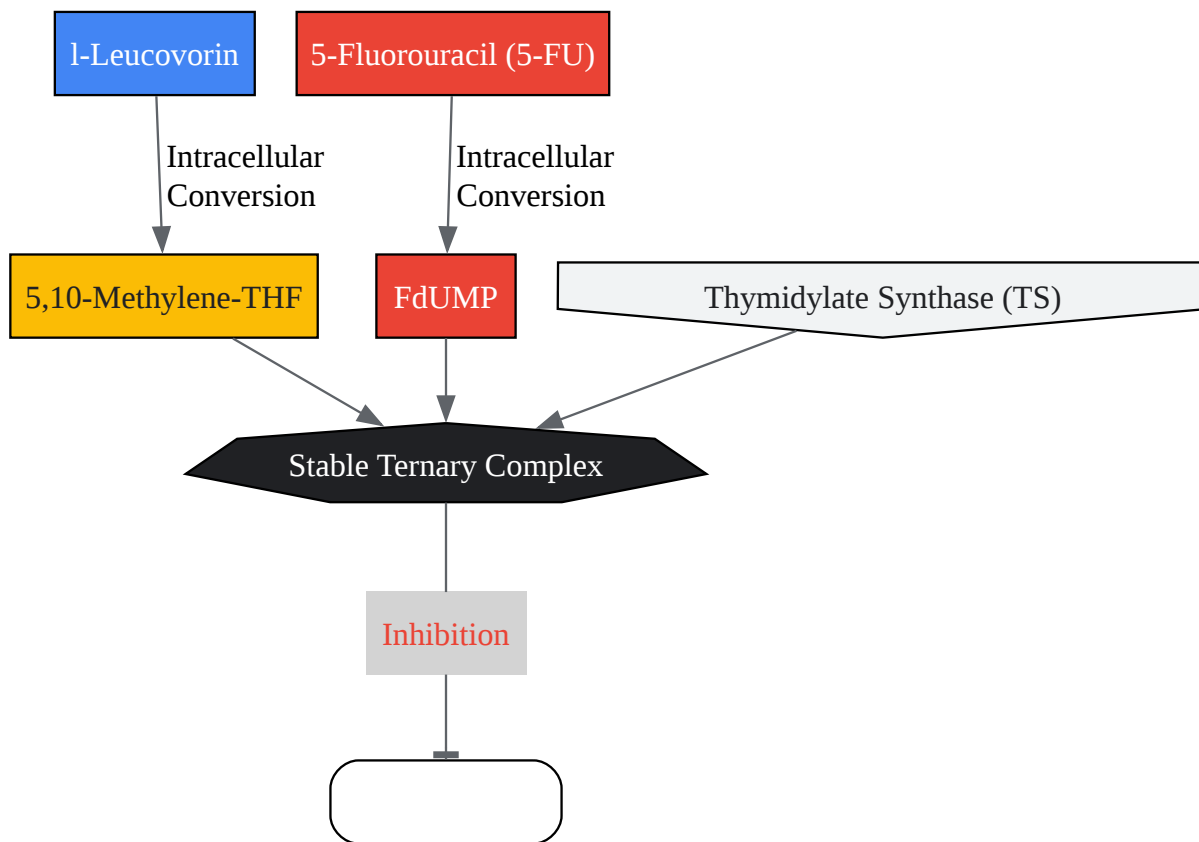 l-Leucovorin
5-Fluorouracil (5-FU)
Intracellular
Conversion
Intracellular
Conversion
5,10-Methylene-THF
FdUMP
Thymidylate Synthase (TS)
Stable Ternary Complex
Inhibition